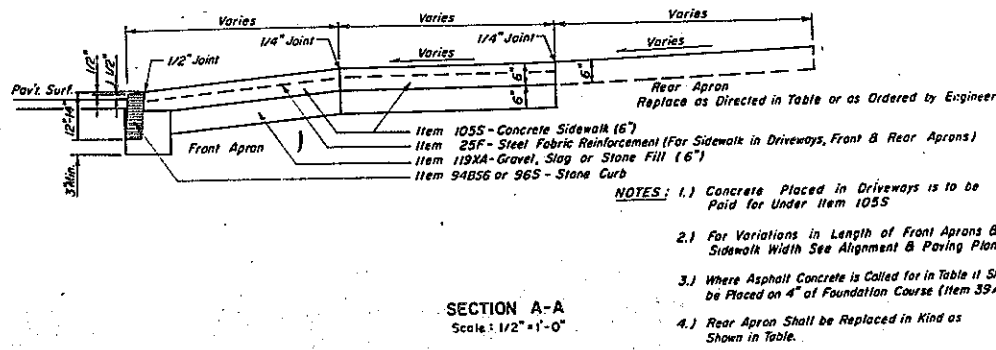 Varies
Varies
Varies
1/2"
1 1/2"
1/2" Joint
1/4" Joint
1/4" Joint
Varies
Varies
Pav't. Surf.
6"
6"
6"
12"-14"
3" Min.
Front Apron
Rear Apron
Replace as Directed in Table or as Ordered by Engineer
Item 105S - Concrete Sidewalk (6")
Item 25F - Steel Fabric Reinforcement (For Sidewalk in Driveways, Front & Rear Aprons)
Item 119XA - Gravel, Slag or Stone Fill (6")
Item 94BS6 or 96S - Stone Curb
NOTES: 1.) Concrete Placed in Driveways is to be
Paid for Under Item 105S
2.) For Variations in Length of Front Aprons &
Sidewalk Width See Alignment & Paving Plan
3.) Where Asphalt Concrete is Called for in Table it
be Placed on 4" of Foundation Course (Item 39
4.) Rear Apron Shall be Replaced in Kind as
Shown in Table.
SECTION A-A
Scale: 1/2"=1'-0"